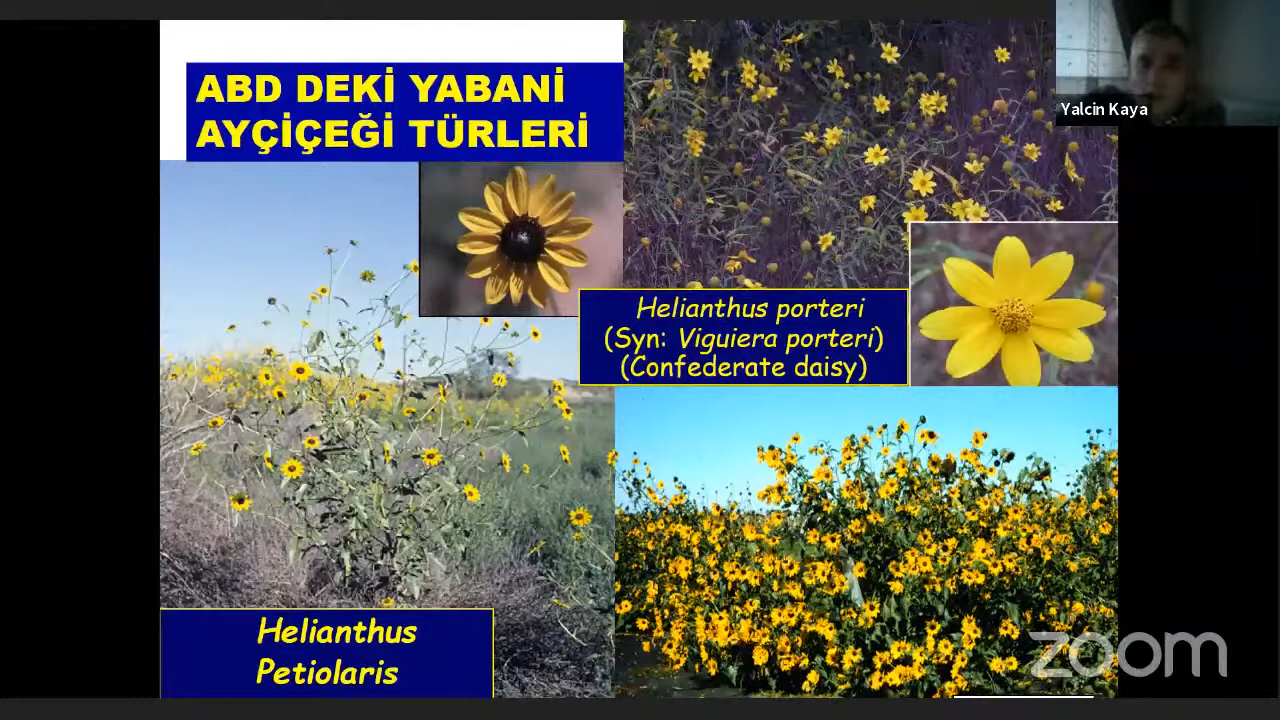 ABD DEKİ YABANİ
AYÇİÇEĞİ TÜRLERİ
Yalcin Kaya
Helianthus porteri
(Syn: Viguiera porteri)
(Confederate daisy)
Helianthus
Petiolaris
zoom